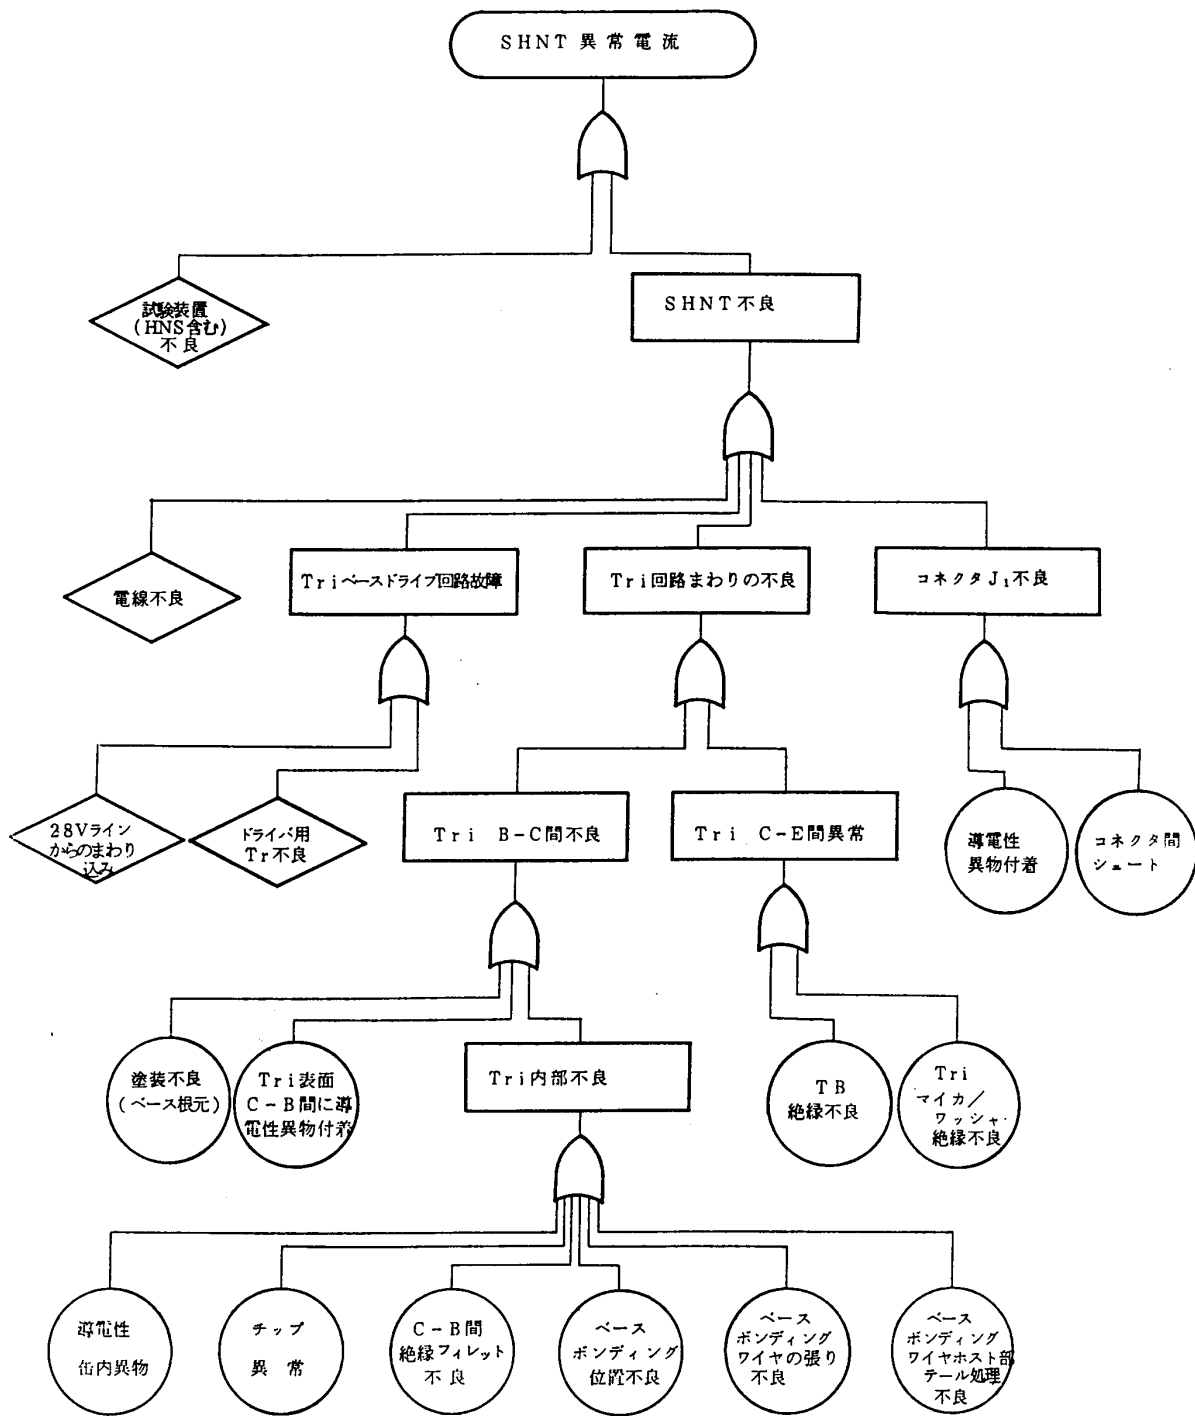 SHNT異常電流
試験装置
(HNS含む)
不良
SHNT不良
電線不良
Triベースドライブ回路故障
Tri回路まわりの不良
コネクタJ₁不良
28Vライン
からのまわり
込み
ドライバ用
Tr不良
Tri B-C間不良
Tri C-E間異常
導電性
異物付着
コネクタ間
シュート
塗装不良
(ベース根元)
Tri表面
C-B間に導
電性異物付着
Tri内部不良
TB
絶縁不良
Tri
マイカ/
ワッシャ・
絶縁不良
導電性
缶内異物
チップ
異常
C-B間
絶縁フィレット
不良
ベース
ボンディング
位置不良
ベース
ボンディング
ワイヤの張り
不良
ベース
ボンディング
ワイヤホスト部
テール処理
不良